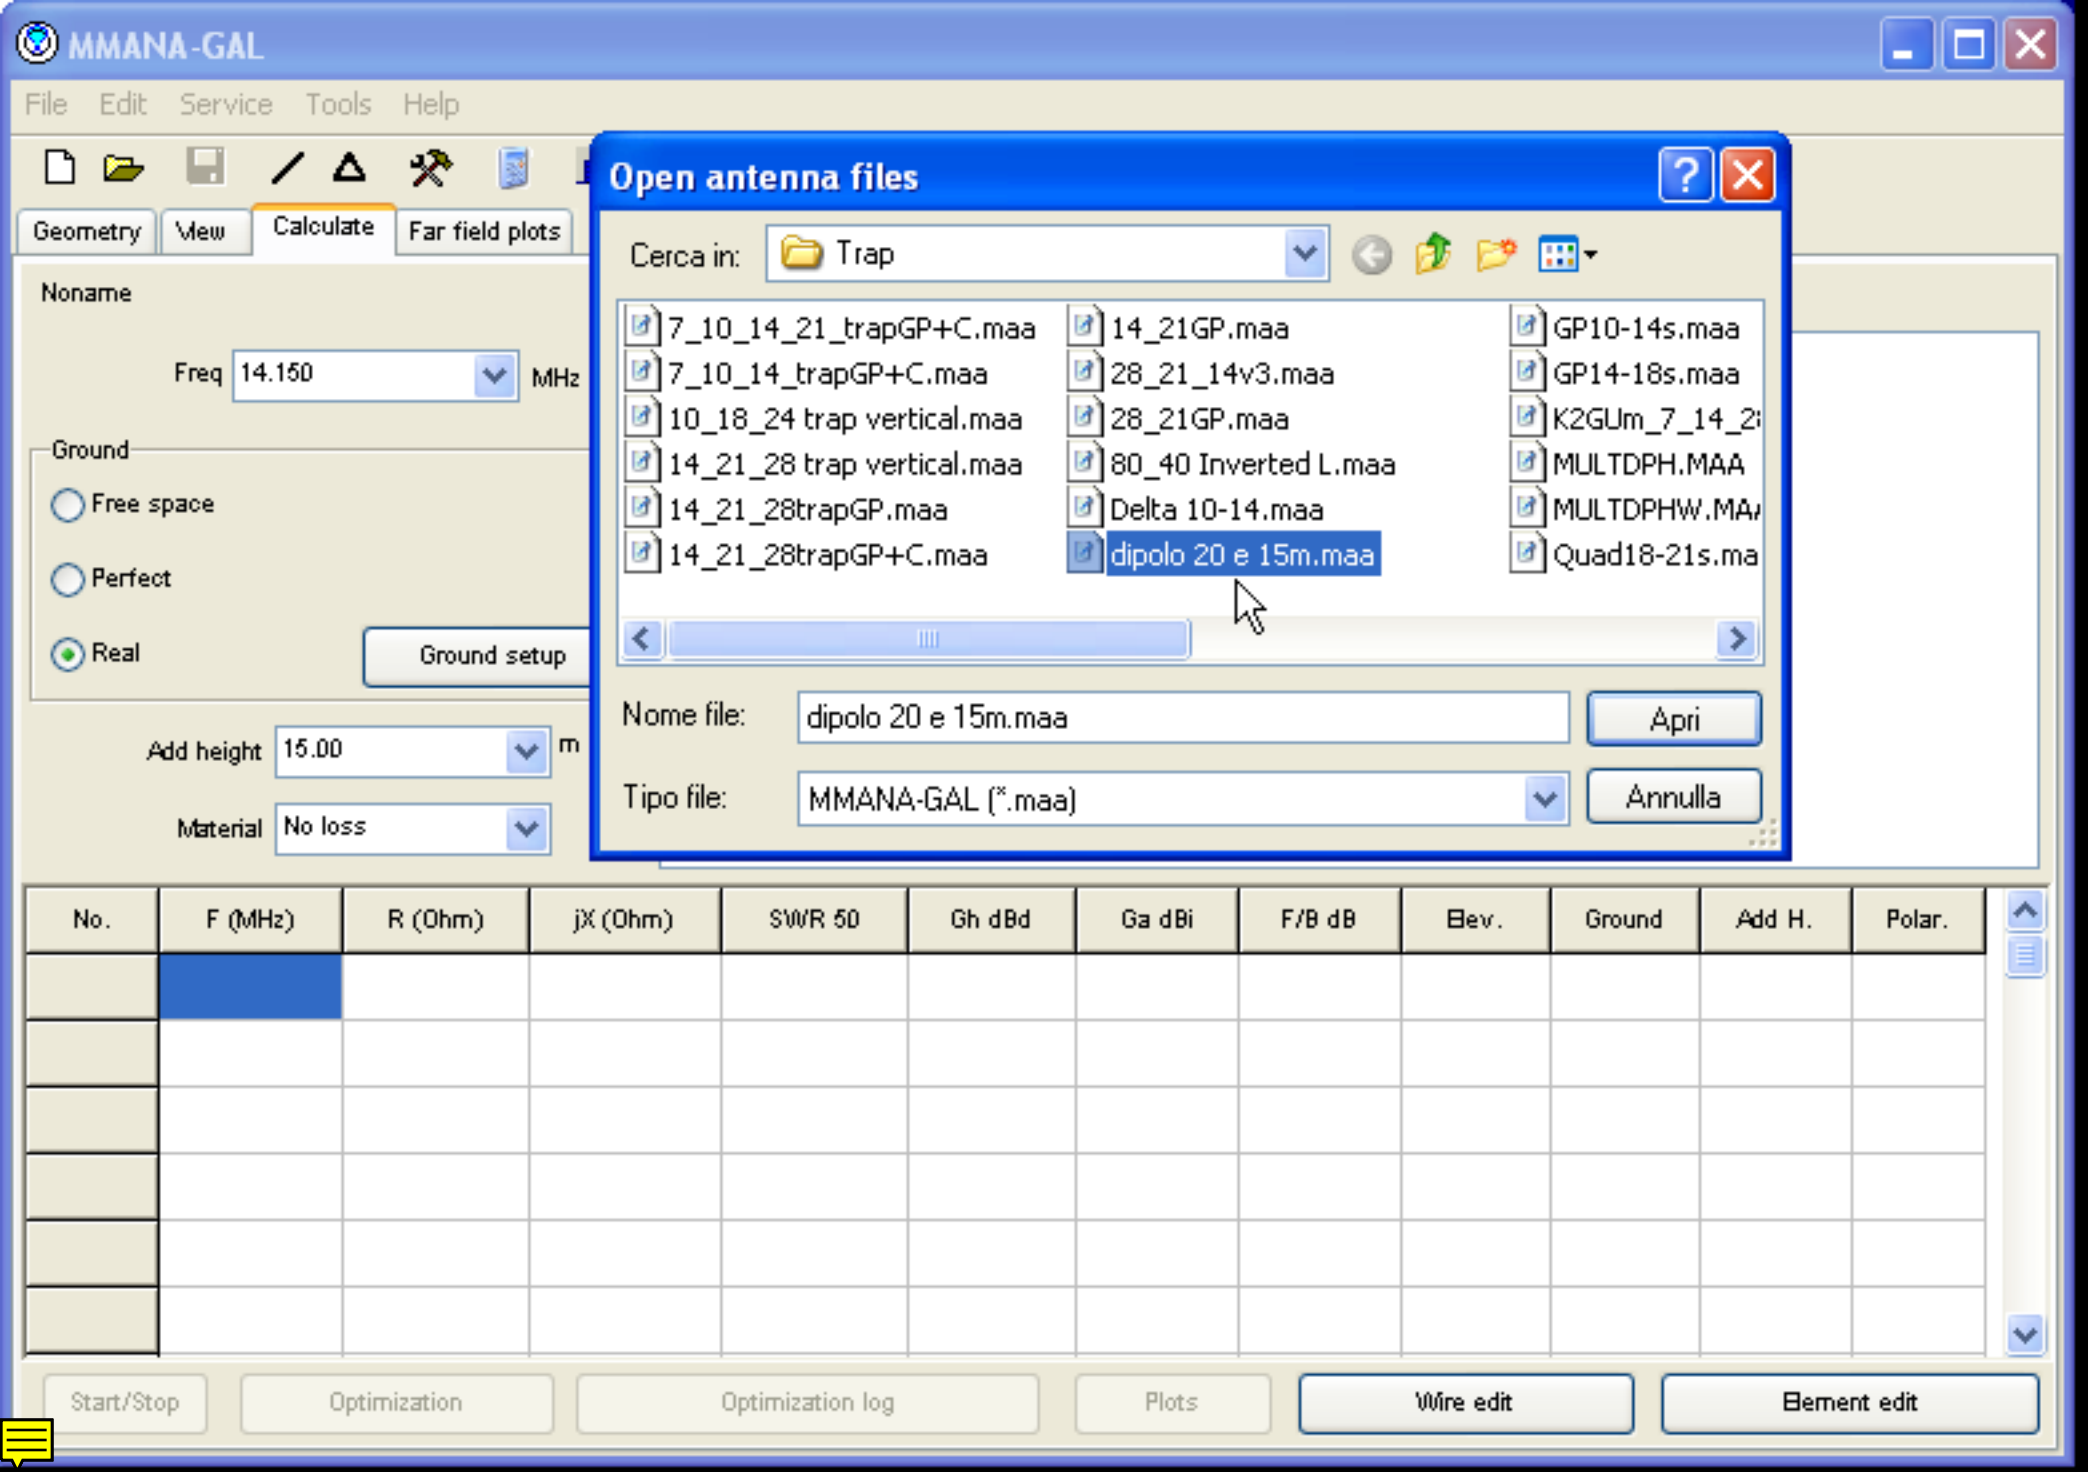 MMANA-GAL
File Edit Service Tools Help
Geometry View Calculate Far field plots
Noname
Freq 14.150 MHz
Ground
Free space
Perfect
Real
Ground setup
Add height 15.00 m
Material No loss
Open antenna files
Cerca in: Trap
7_10_14_21_trapGP+C.maa 14_21GP.maa GP10-14s.maa
7_10_14_trapGP+C.maa 28_21_14v3.maa GP14-18s.maa
10_18_24 trap vertical.maa 28_21GP.maa K2GUm_7_14_2
14_21_28 trap vertical.maa 80_40 Inverted L.maa MULTDPH.MAA
14_21_28trapGP.maa Delta 10-14.maa MULTDPHW.MA
14_21_28trapGP+C.maa dipolo 20 e 15m.maa Quad18-21s.ma
Nome file: dipolo 20 e 15m.maa Apri
Tipo file: MMANA-GAL (*.maa) Annulla
No. F (MHz) R (Ohm) jX (Ohm) SWR 50 Gh dBd Ga dBi F/B dB Elev. Ground Add H. Polar.
Start/Stop Optimization Optimization log Plots Wire edit Element edit